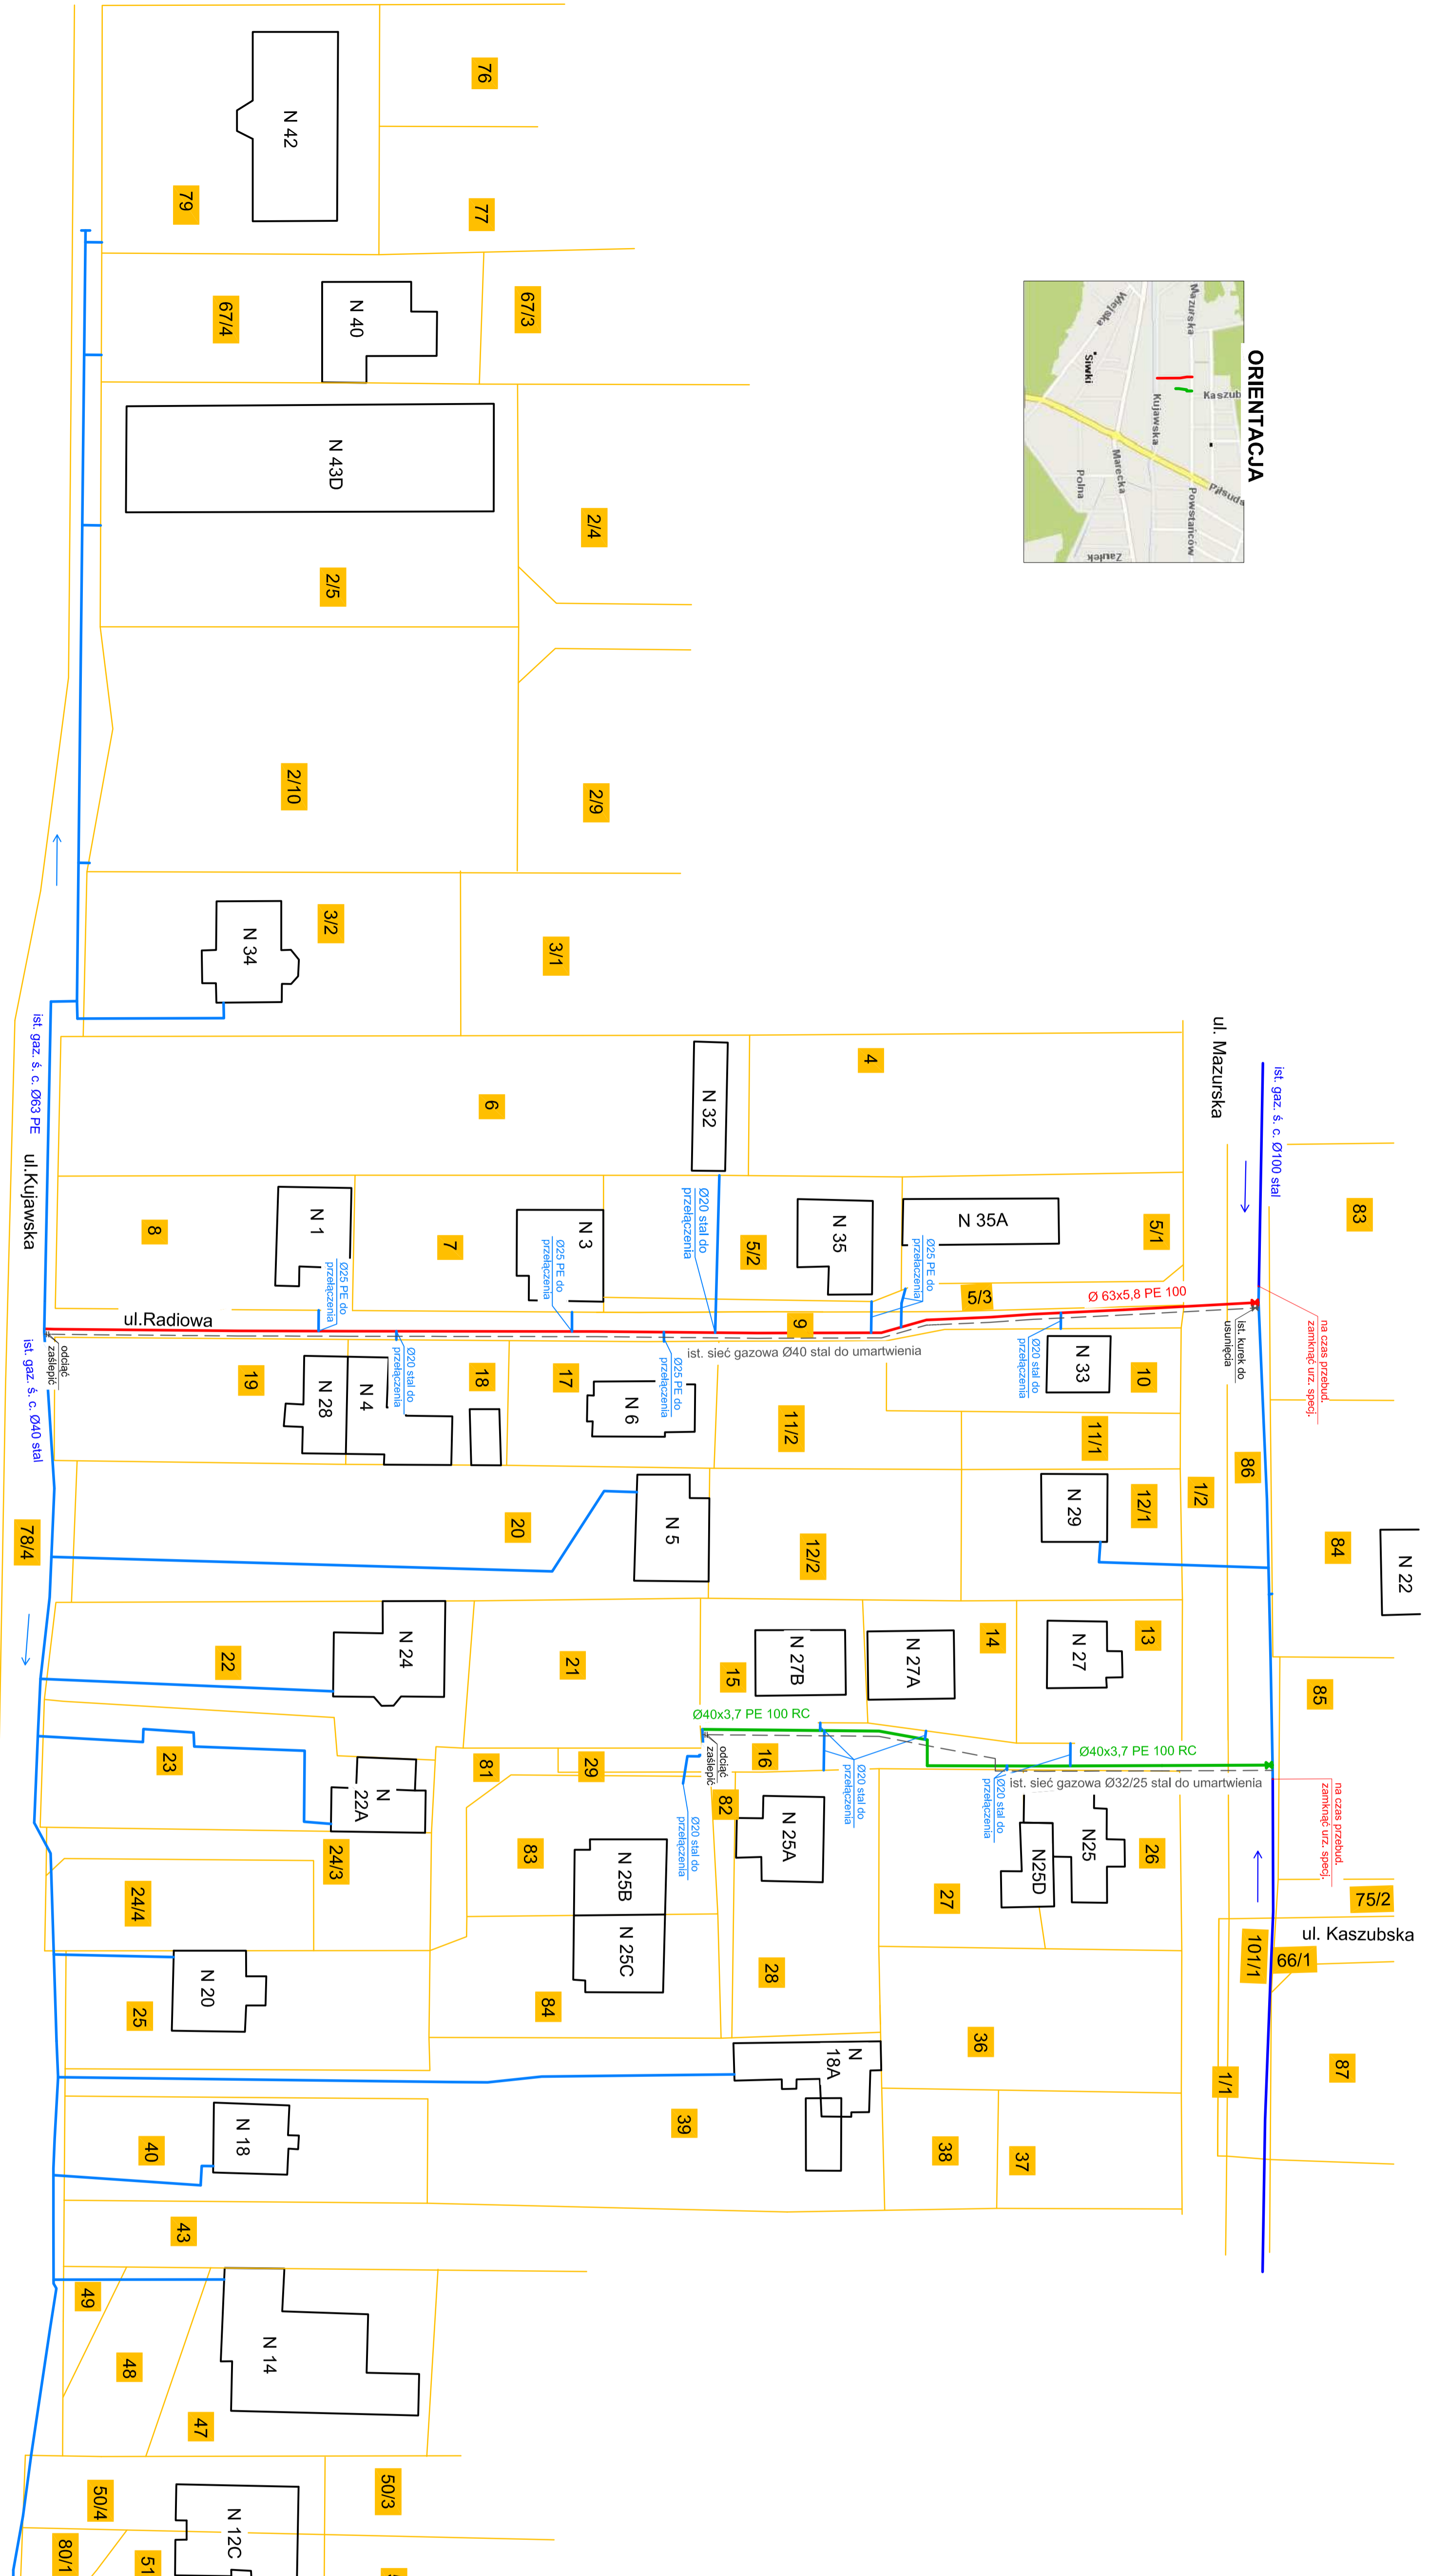 ORIENTACJA
Mazurska
Wiejska
Siwki
Kaszub
Kujawska
Marecka
Polna
Piłsuds
Powstańców
Zaułek
76
N 42
79
77
67/3
N 40
67/4
N 43D
2/4
2/5
2/10
2/9
3/2
N 34
3/1
ist. gaz. ś. c. Ø63 PE
ul.Kujawska
ul. Mazurska
ist. gaz. ś. c. Ø100 stal
4
6
N 32
83
8
N 1
7
N 3
5/2
N 35
N 35A
5/1
Ø20 stal do
przełączenia
Ø25 PE do
przełączenia
Ø25 PE do
przełączenia
Ø25 PE do
przełączenia
5/3
Ø 63x5,8 PE 100
ul.Radiowa
9
ist. sieć gazowa Ø40 stal do umartwienia
ist. kurek do
usunięcia
na czas przebud.
zamknąć urz. specj.
odciąć
zaślepić
ist. gaz. ś. c. Ø40 stal
19
N 28
N 4
Ø20 stal do
przełączenia
18
17
N 6
Ø25 PE do
przełączenia
11/2
Ø20 stal do
przełączenia
N 33
10
11/1
86
78/4
20
N 5
12/2
N 29
12/1
1/2
84
N 22
22
N 24
21
15
N 27B
N 27A
14
N 27
13
85
Ø40x3,7 PE 100 RC
Ø40x3,7 PE 100 RC
23
N
22A
81
29
odciąć
zaślepić
16
82
Ø20 stal do
przełączenia
Ø20 stal do
przełączenia
Ø20 stal do
przełączenia
ist. sieć gazowa Ø32/25 stal do umartwienia
na czas przebud.
zamknąć urz. specj.
24/3
24/4
83
N 25B
N 25A
N25D
N25
26
27
75/2
ul. Kaszubska
101/1
66/1
N 20
25
N 25C
84
28
36
87
1/1
N
18A
N 18
40
39
38
37
43
49
48
N 14
47
50/4
50/3
N 12C
80/1
51